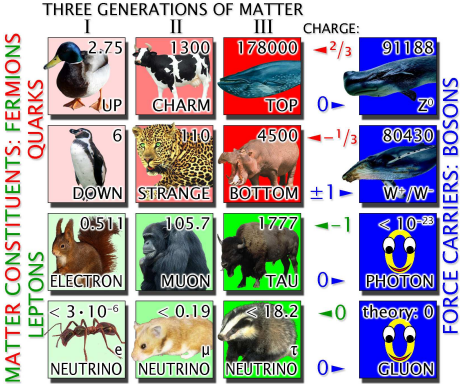 THREE GENERATIONS OF MATTER
I II III CHARGE:
MATTER CONSTITUENTS: FERMIONS
QUARKS
LEPTONS
2.75
UP
1300
CHARM
178000
TOP
2/3
0
91188
Z0
6
DOWN
110
STRANGE
4500
BOTTOM
−1/3
±1
80430
W+/W−
0.511
ELECTRON
105.7
MUON
1777
TAU
−1
0
< 10−23
PHOTON
< 3·10−6
e
NEUTRINO
< 0.19
μ
NEUTRINO
< 18.2
τ
NEUTRINO
0
0
theory: 0
GLUON
FORCE CARRIERS: BOSONS